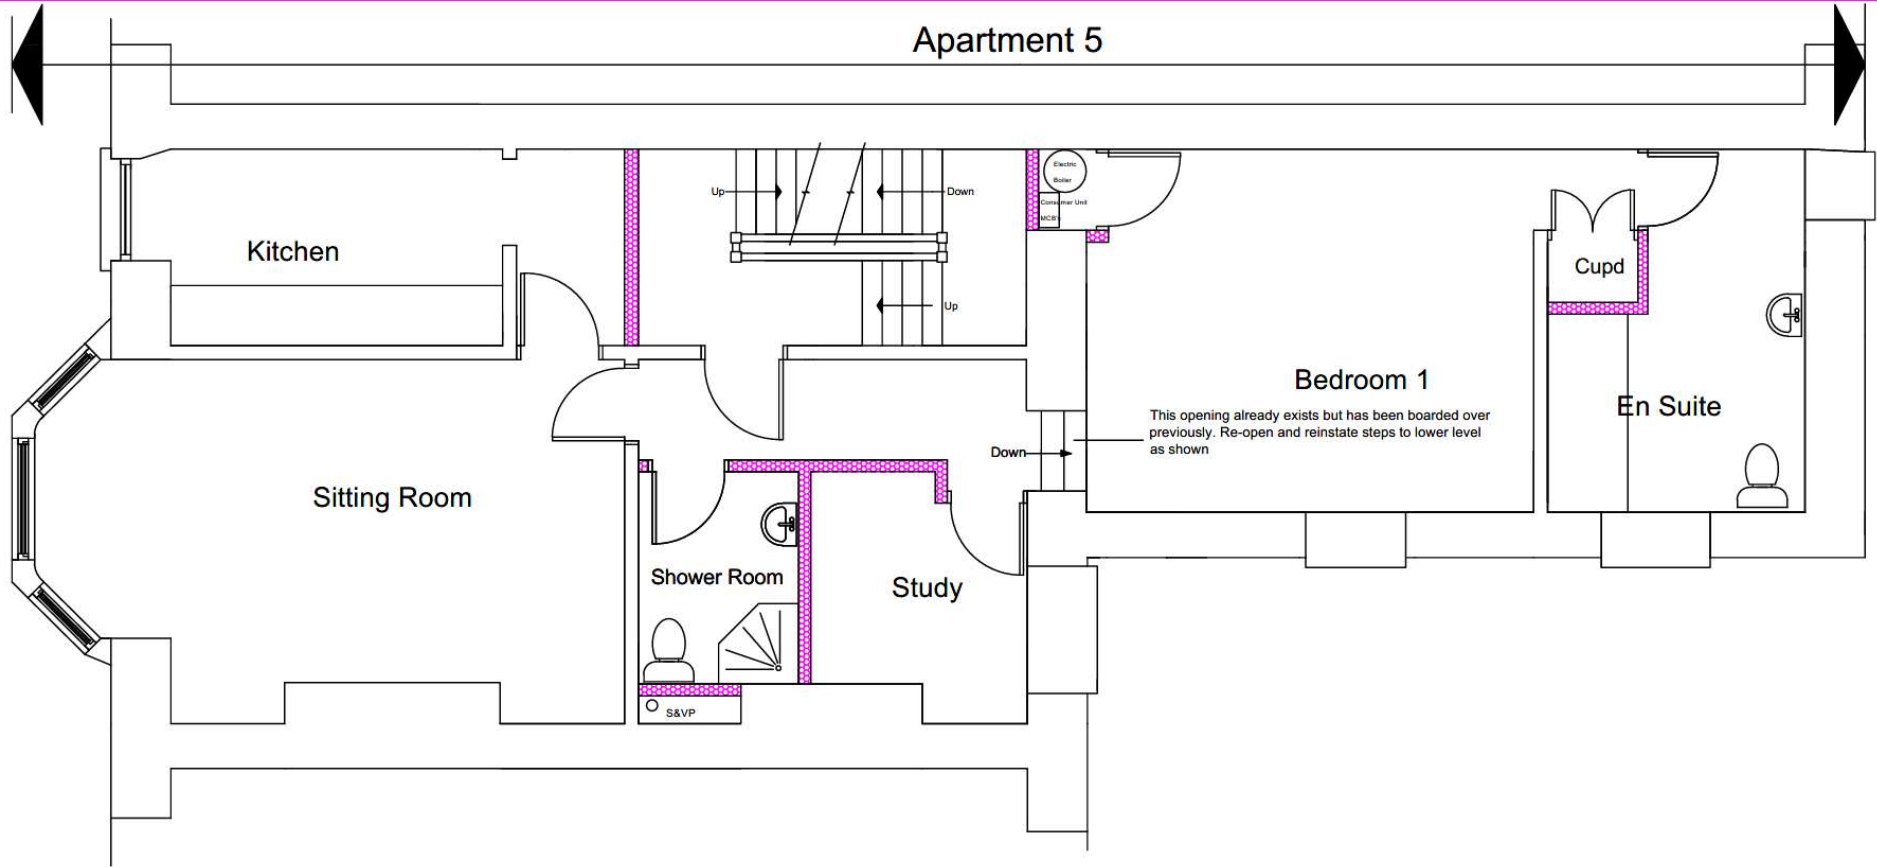 Apartment 5
Up
Down
Electric
Boiler
Consumer Unit
MCB's
Kitchen
Cupd
Up
Bedroom 1
This opening already exists but has been boarded over
previously. Re-open and reinstate steps to lower level
as shown
En Suite
Down
Sitting Room
Shower Room
Study
S&VP